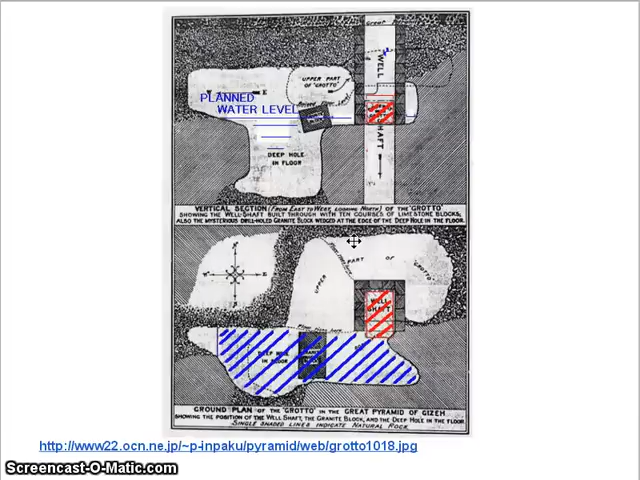 GROUP
WELL
UPPER PART
OF "GROTTO"
PLANNED
WATER LEVEL
SHAFT
DEEP HOLE
IN FLOOR
VERTICAL SECTION (FROM EAST TO WEST, LOOKING NORTH) OF THE "GROTTO"
SHOWING THE WELL-SHAFT BUILT THROUGH WITH TEN COURSES OF LIMESTONE BLOCKS;
ALSO THE MYSTERIOUS DRILL-HOLED GRANITE BLOCK WEDGED AT THE EDGE OF THE DEEP HOLE IN THE FLOOR.
UPPER PART OF "GROTTO"
WELL
SHAFT
DEEP HOLE
IN FLOOR
GROUND PLAN OF THE "GROTTO" IN THE GREAT PYRAMID OF GIZEH
SHOWING THE POSITION OF THE WELL SHAFT, THE GRANITE BLOCK, AND THE DEEP HOLE IN THE FLOOR.
SINGLE SHADED LINES INDICATE NATURAL ROCK.
http://www22.ocn.ne.jp/~p-inpaku/pyramid/web/grotto1018.jpg
Screencast-O-Matic.com